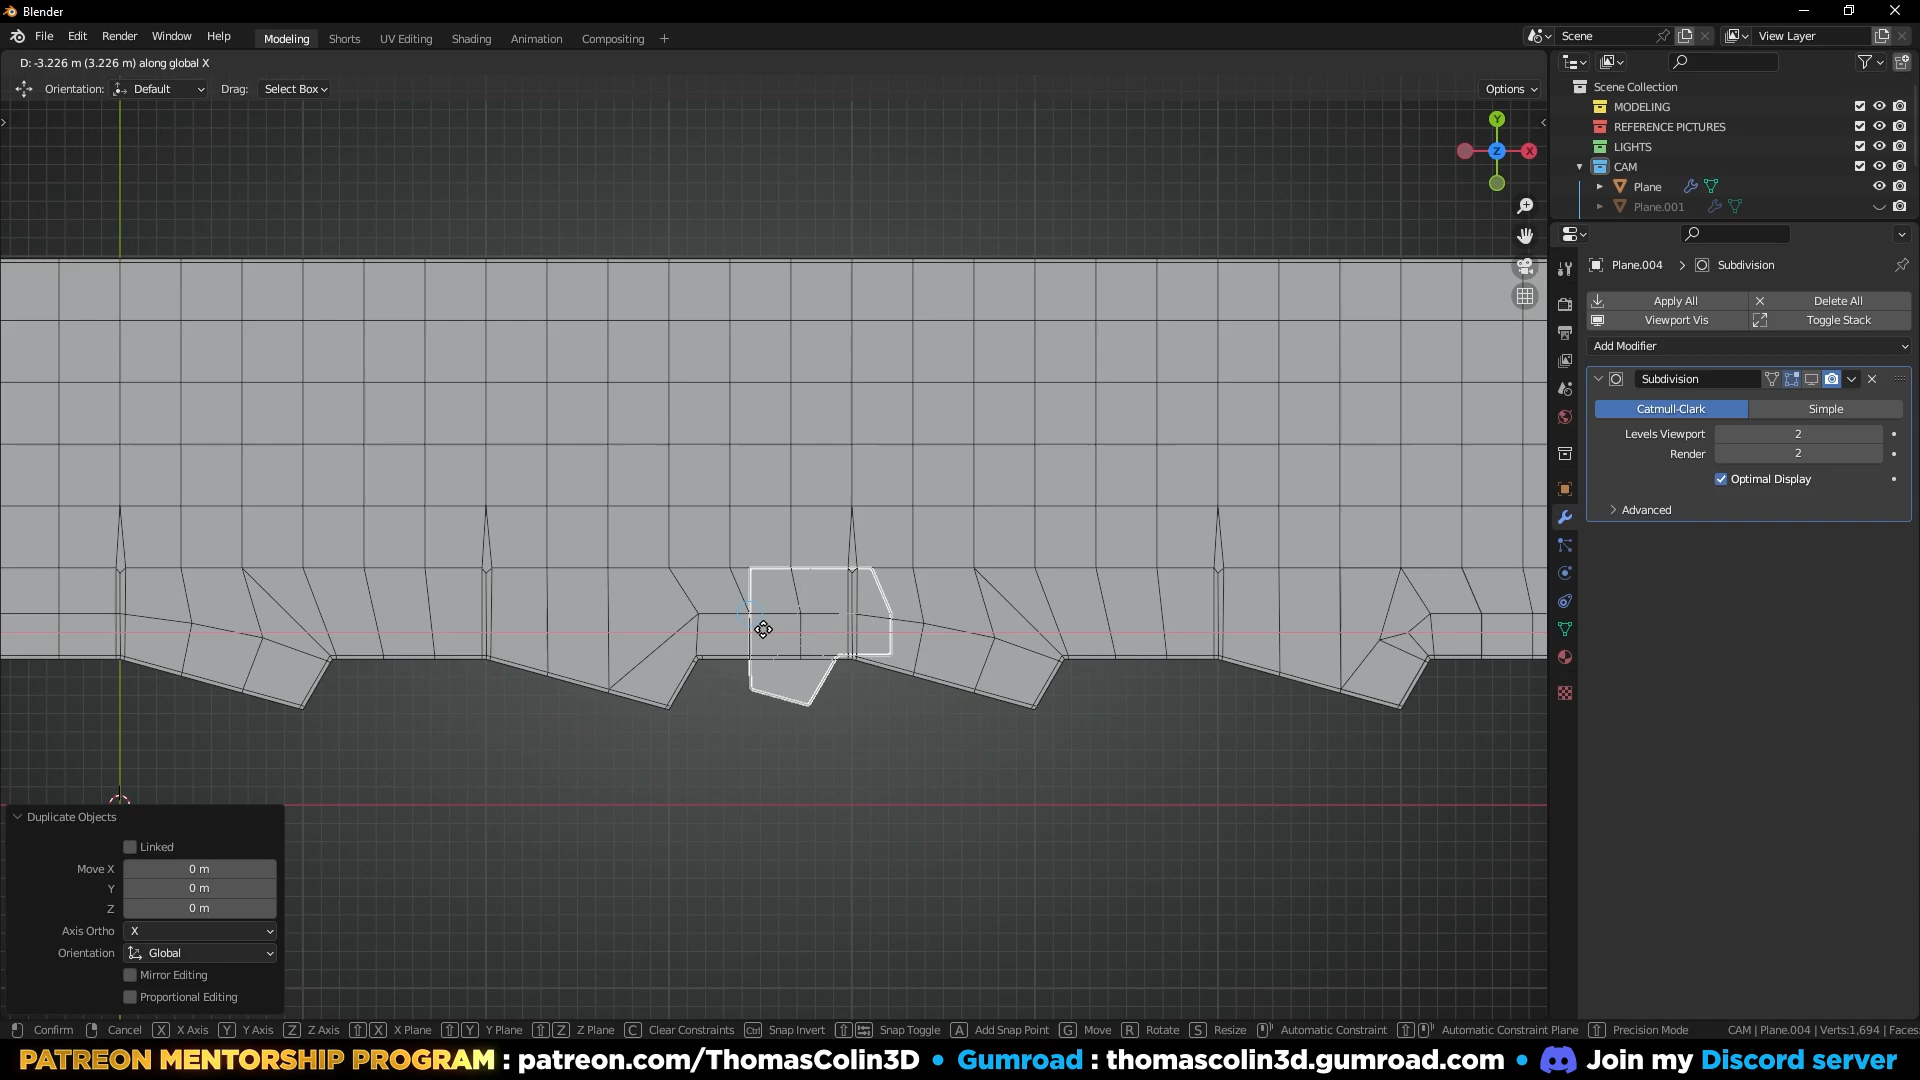 Blender
File Edit Render Window Help
Modeling Shorts UV Editing Shading Animation Compositing +
Scene
View Layer
D: -3.226 m (3.226 m) along global X
Orientation: Default Drag: Select Box
Options
Scene Collection
MODELING
REFERENCE PICTURES
LIGHTS
CAM
Plane
Plane.001
Y
Z
X
Plane.004 > Subdivision
Apply All
Delete All
Viewport Vis
Toggle Stack
Add Modifier
Subdivision
Catmull-Clark Simple
Levels Viewport 2
Render 2
Optimal Display
Advanced
Duplicate Objects
Linked
Move X 0 m
Y 0 m
Z 0 m
Axis Ortho X
Orientation Global
Mirror Editing
Proportional Editing
Confirm Cancel X X Axis Y Y Axis Z Z Axis X X Plane Y Y Plane Z Z Plane C Clear Constraints Ctrl Snap Invert Snap Toggle A Add Snap Point G Move R Rotate S Resize Automatic Constraint Automatic Constraint Plane Precision Mode CAM | Plane.004 | Verts:1,694 | Faces
PATREON MENTORSHIP PROGRAM : patreon.com/ThomasColin3D • Gumroad : thomascolin3d.gumroad.com • Join my Discord server